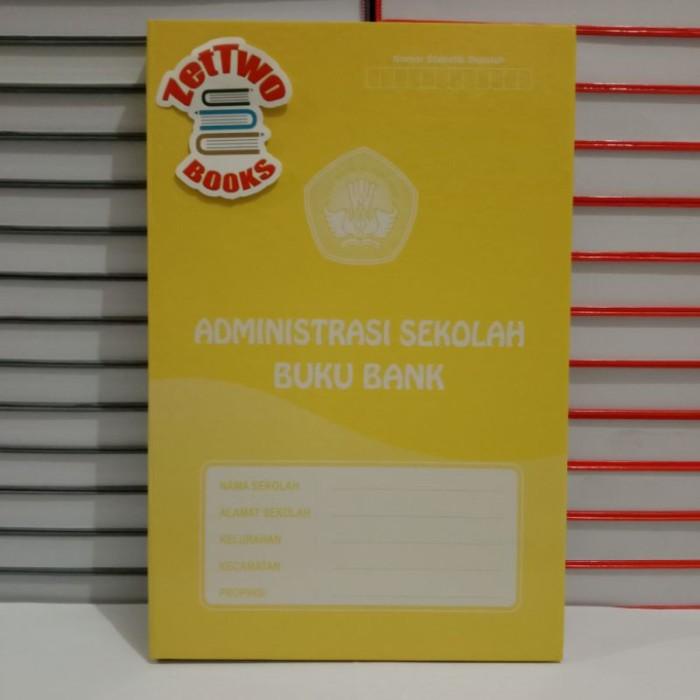 ZetTWO
BOOKS
Nomor Statistik Sekolah
ADMINISTRASI SEKOLAH
BUKU BANK
NAMA SEKOLAH
ALAMAT SEKOLAH
KELURAHAN
KECAMATAN
PROPINSI